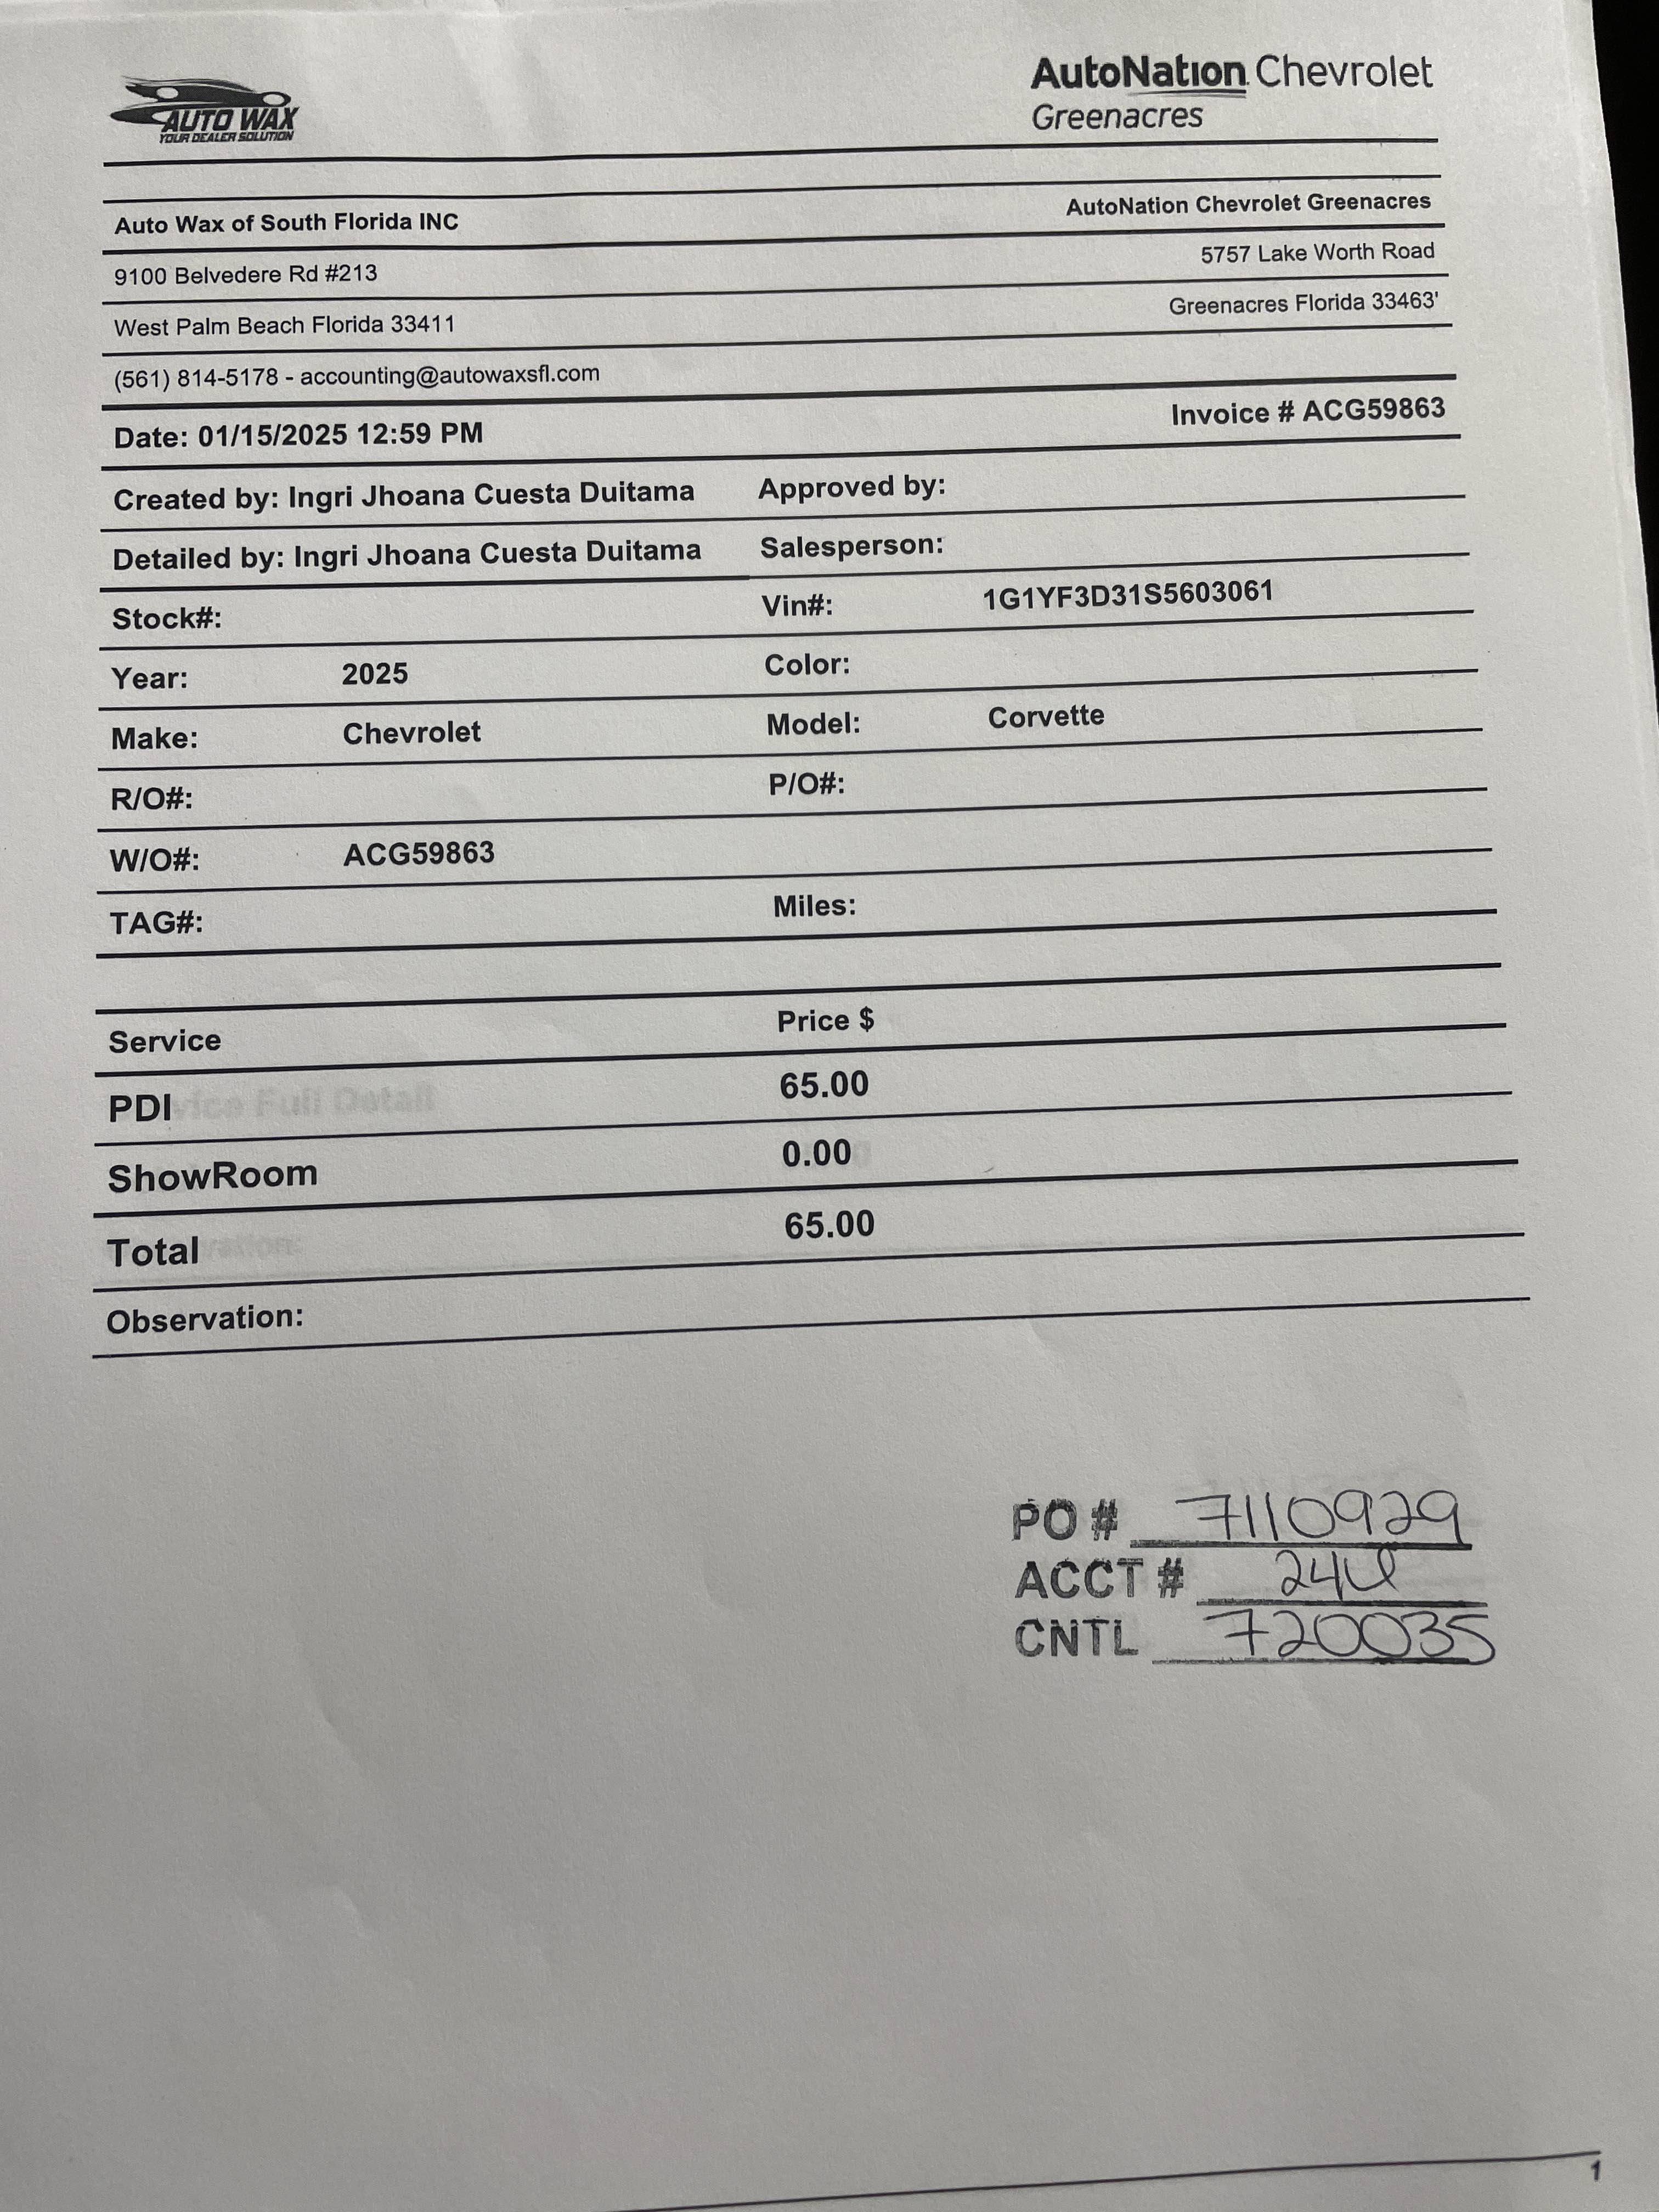 AUTO WAX
YOUR DEALER SOLUTION
AutoNation Chevrolet
Greenacres
Auto Wax of South Florida INC
AutoNation Chevrolet Greenacres
9100 Belvedere Rd #213
5757 Lake Worth Road
West Palm Beach Florida 33411
Greenacres Florida 33463'
(561) 814-5178 - accounting@autowaxsfl.com
Date: 01/15/2025 12:59 PM
Invoice # ACG59863
Created by: Ingri Jhoana Cuesta Duitama Approved by:
Detailed by: Ingri Jhoana Cuesta Duitama Salesperson:
Stock#: Vin#: 1G1YF3D31S5603061
Year: 2025 Color:
Make: Chevrolet Model: Corvette
R/O#: P/O#:
W/O#: ACG59863
TAG#: Miles:
Service Price $
PDI 65.00
ShowRoom 0.00
Total 65.00
Observation:
PO # 7110929
ACCT #
CNTL 720035
1